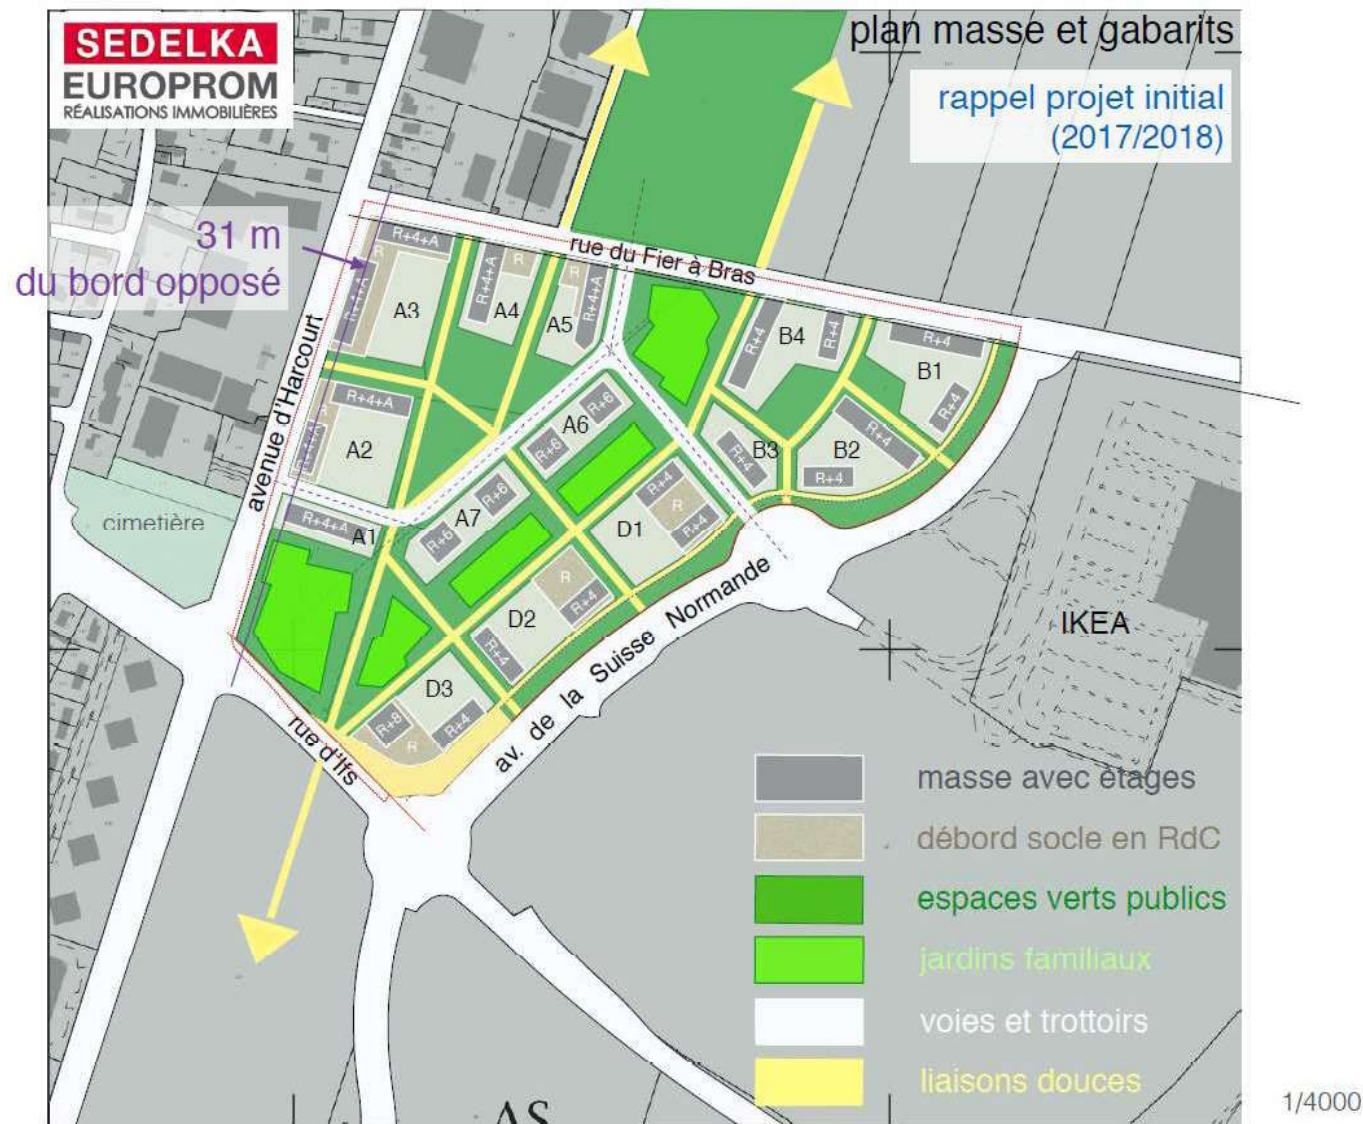 SEDELKA
EUROPROM
RÉALISATIONS IMMOBILIÈRES
plan masse et gabarits
rappel projet initial
(2017/2018)
31 m
du bord opposé
rue du Fier à Bras
avenue d'Harcourt
cimetière
rue d'Ifs
av. de la Suisse Normande
IKEA
R+4+A
R
R+4+A
A3
R+4+A
R
A4
R
R+4+A
A5
R+4
R+4
B4
R+4
B1
R+4
R+4+A
R
R+4+A
A2
R+6
A6
R+6
R+4
B3
R+4
B2
R+4
R+4+A
A1
R+6
A7
R+6
R+4
R
D1
R+4
R
D2
R+4
R+4
D3
R+8
R+4
R
masse avec étages
débord socle en RdC
espaces verts publics
jardins familiaux
voies et trottoirs
liaisons douces
AS
1/4000